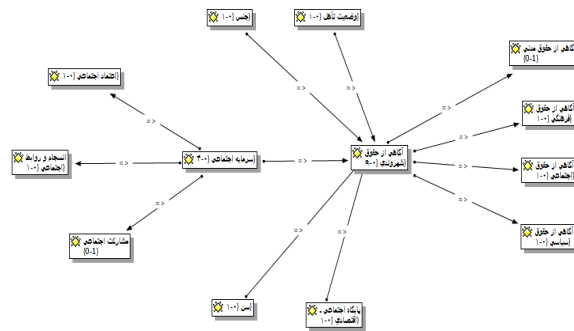 {جنس {۰-۱
{وضعیت تأهل {۰-۱
آگاهی از حقوق مدنی
{0-1}
{اعتماد اجتماعی {۰-۱
آگاهی از حقوق
{فرهنگی {۰-۱
انسجام و روابط
{اجتماعی {۰-۱
{سرمایه اجتماعی {۰-۳
آگاهی از حقوق
{شهروندی {۰-۹
آگاهی از حقوق
{اجتماعی {۰-۱
مشارکت اجتماعی
{0-1}
آگاهی از حقوق
{سیاسی {۰-۱
{سن {۰-۱
پایگاه اجتماعی -
{اقتصادی {۰-۱
=>
=>
=>
=>
=>
=>
=>
=>
=>
=>
=>
=>